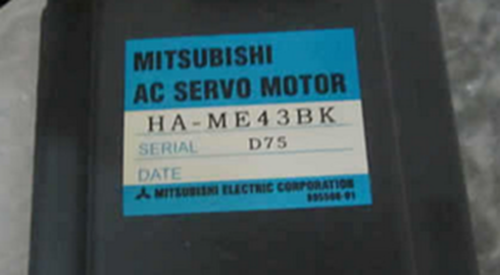 MITSUBISHI
AC SERVO MOTOR
HA-ME43BK
SERIAL D75
DATE
MITSUBISHI ELECTRIC CORPORATION